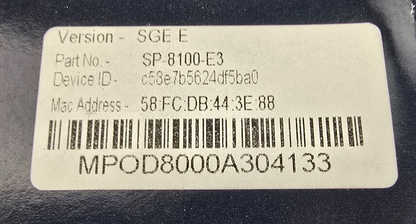 Version - SGE E
Part No. - SP-8100-E3
Device ID - c58e7b5624df5ba0
Mac Address - 58:FC:DB:44:3E:88
MPOD8000A304133